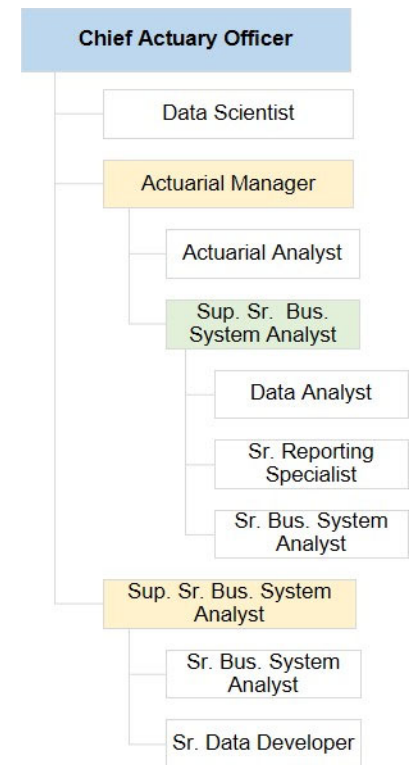 Chief Actuary Officer
Data Scientist
Actuarial Manager
Actuarial Analyst
Sup. Sr. Bus.
System Analyst
Data Analyst
Sr. Reporting
Specialist
Sr. Bus. System
Analyst
Sup. Sr. Bus. System
Analyst
Sr. Bus. System
Analyst
Sr. Data Developer